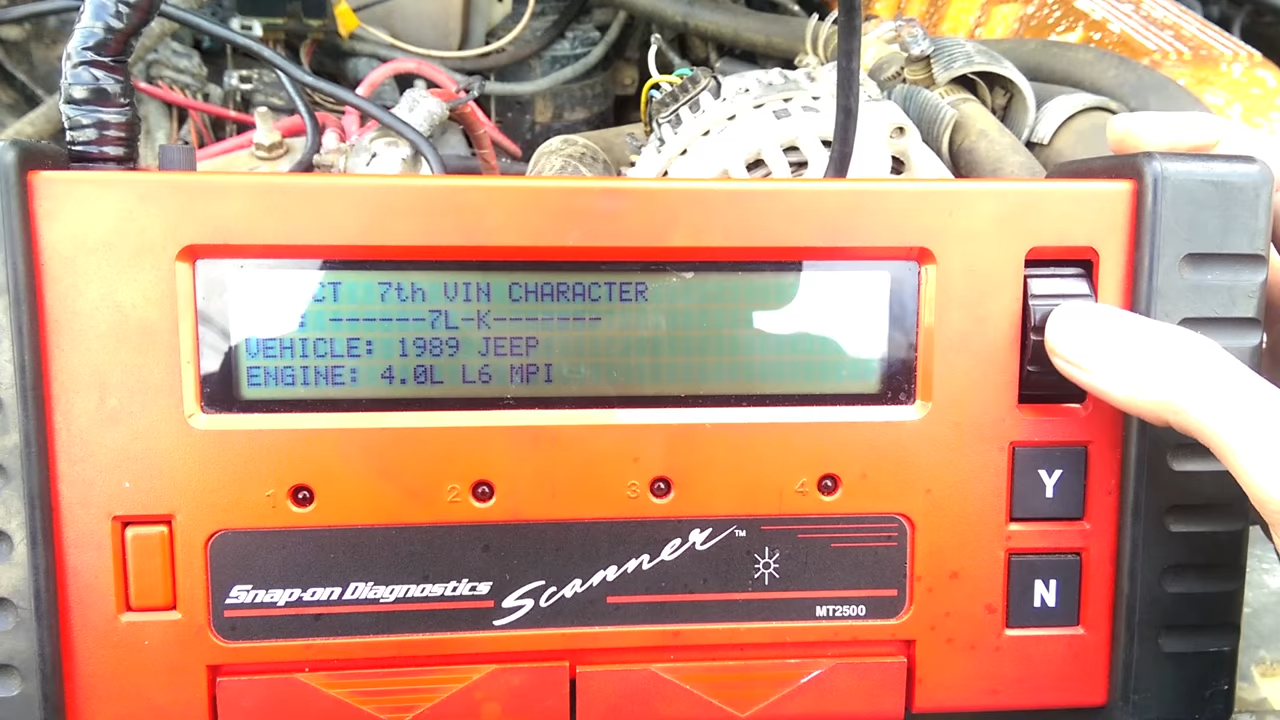 CT 7th VIN CHARACTER
: ------7L-K-------
VEHICLE: 1989 JEEP
ENGINE: 4.0L L6 MPI
1 2 3 4
Y
Snap-on Diagnostics Scanner™
MT2500
N